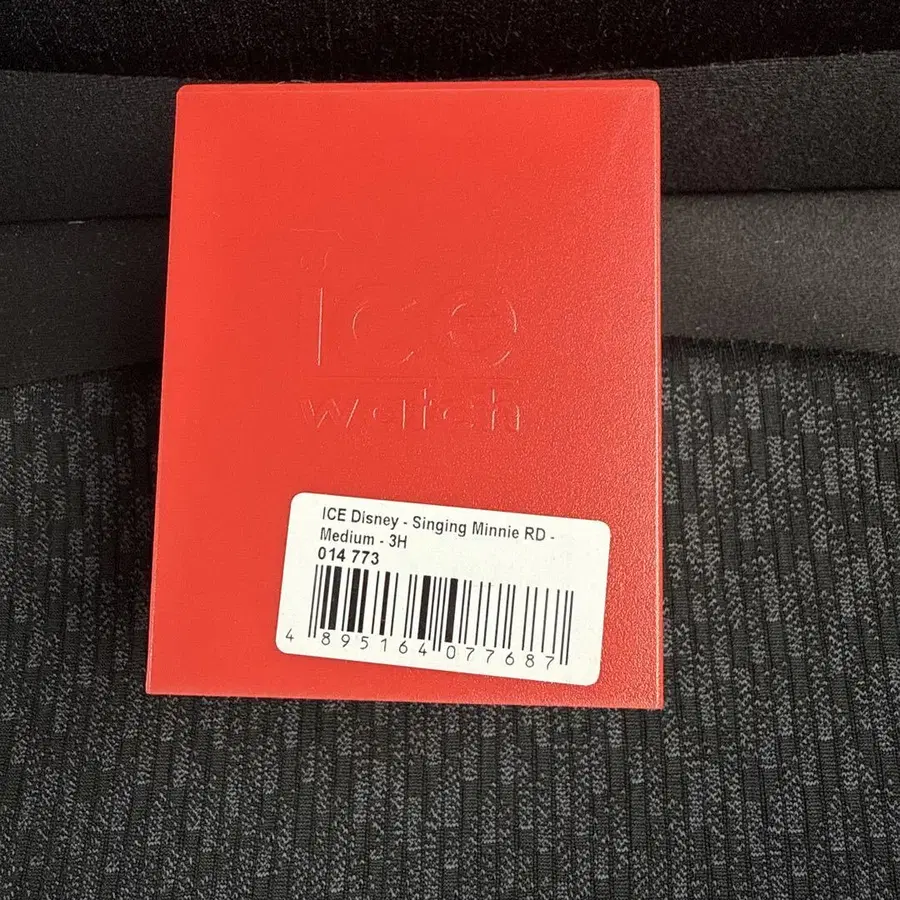 ice
watch
ICE Disney - Singing Minnie RD -
Medium - 3H
014 773
4 895164 077687